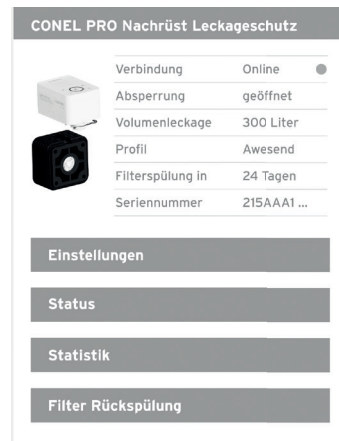 CONEL PRO Nachrüst Leckageschutz
Verbindung Online
Absperrung geöffnet
Volumenleckage 300 Liter
Profil Awesend
Filterspülung in 24 Tagen
Seriennummer 215AAA1 ...
Einstellungen
Status
Statistik
Filter Rückspülung